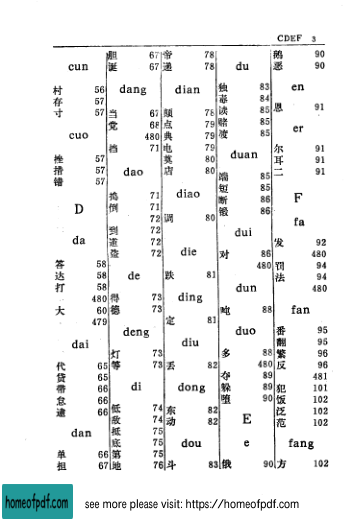 CDEF 3
cun
村 56
存 57
寸 57
cuo
挫 57
措 57
错 57
D
da
答 58
达 58
打 58
480
大 60
479
dai
代 65
贷 65
带 66
怠 66
逮 66
dan
单 66
担 67
胆 67
诞 67
dang
当 67
党 68
480
挡 71
dao
捣 71
倒 71
72
到 72
道 72
盗 72
de
得 73
德 73
deng
灯 73
等 73
di
低 74
敌 74
抵 75
底 75
第 75
地 76
帝 78
递 78
dian
颠 78
点 79
典 79
电 79
奠 80
店 80
diao
调 80
die
跌 81
ding
定 81
diu
丢 82
dong
东 82
动 82
dou
斗 83
du
独 83
毒 84
读 85
赌 85
渡 85
duan
端 85
短 85
断 86
锻 86
dui
对 86
480
dun
吨 88
duo
多 88
480
夺 89
躲 89
堕 90
E
e
俄 90
鹅 90
恶 90
en
恩 91
er
尔 91
耳 91
二 91
F
fa
发 92
480
罚 94
法 94
480
fan
番 95
翻 95
繁 96
反 96
481
犯 101
饭 102
泛 102
范 102
fang
方 102
homeofpdf.com
see more please visit: https://homeofpdf.com